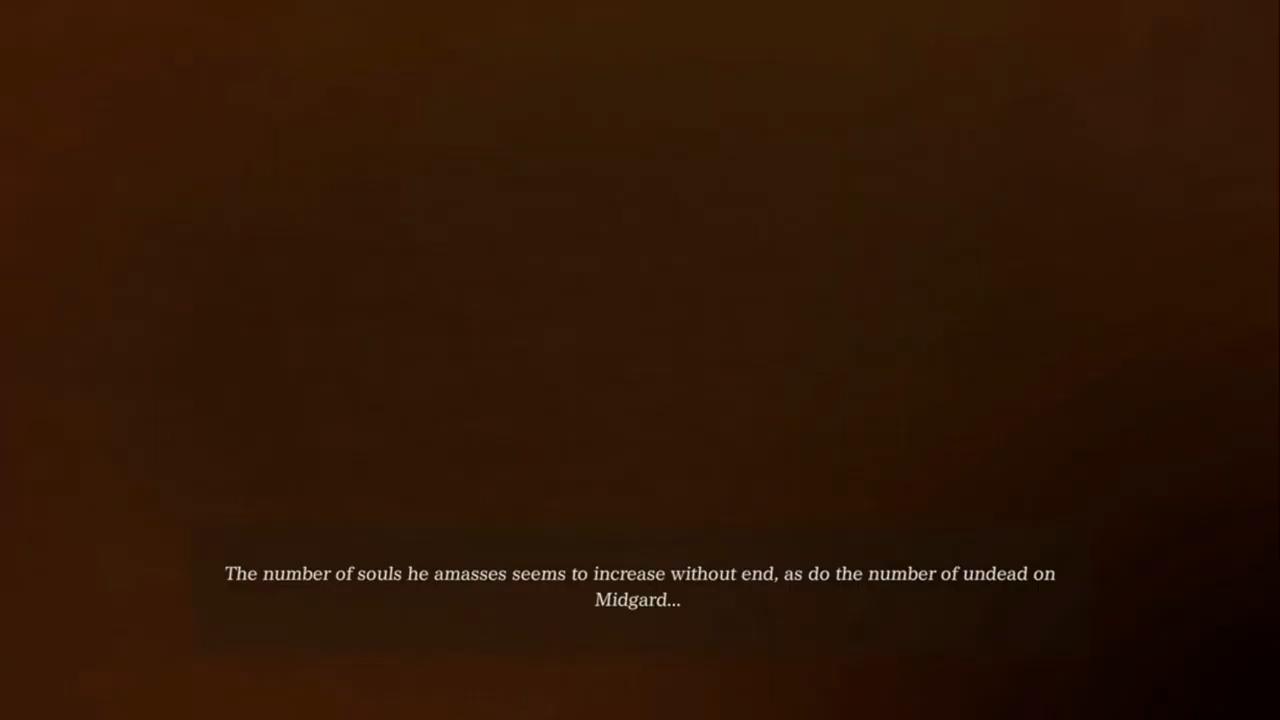 The number of souls he amasses seems to increase without end, as do the number of undead on
Midgard...